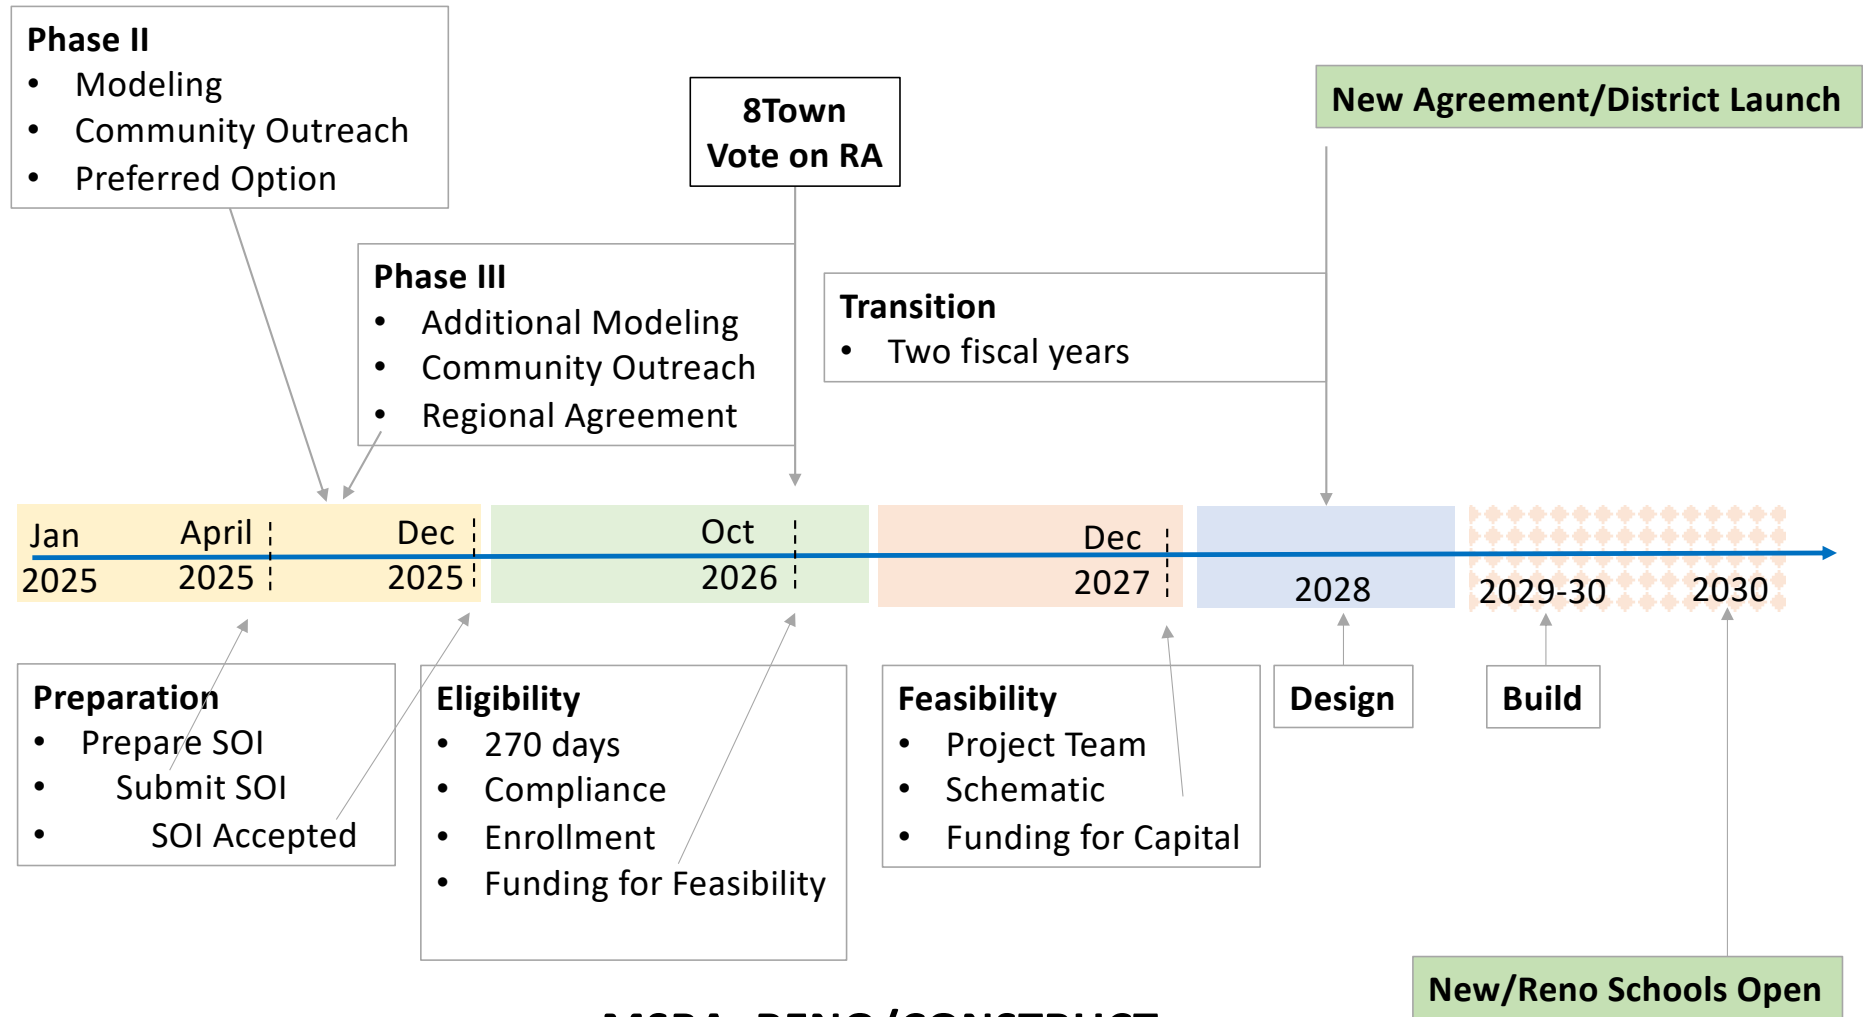 Phase II
• Modeling
• Community Outreach
• Preferred Option
8Town
Vote on RA
New Agreement/District Launch
Phase III
• Additional Modeling
• Community Outreach
• Regional Agreement
Transition
• Two fiscal years
Jan
2025
April
2025
Dec
2025
Oct
2026
Dec
2027
2028
2029-30
2030
Preparation
• Prepare SOI
• Submit SOI
• SOI Accepted
Eligibility
• 270 days
• Compliance
• Enrollment
• Funding for Feasibility
Feasibility
• Project Team
• Schematic
• Funding for Capital
Design
Build
New/Reno Schools Open
RENO/CONSTRUCT